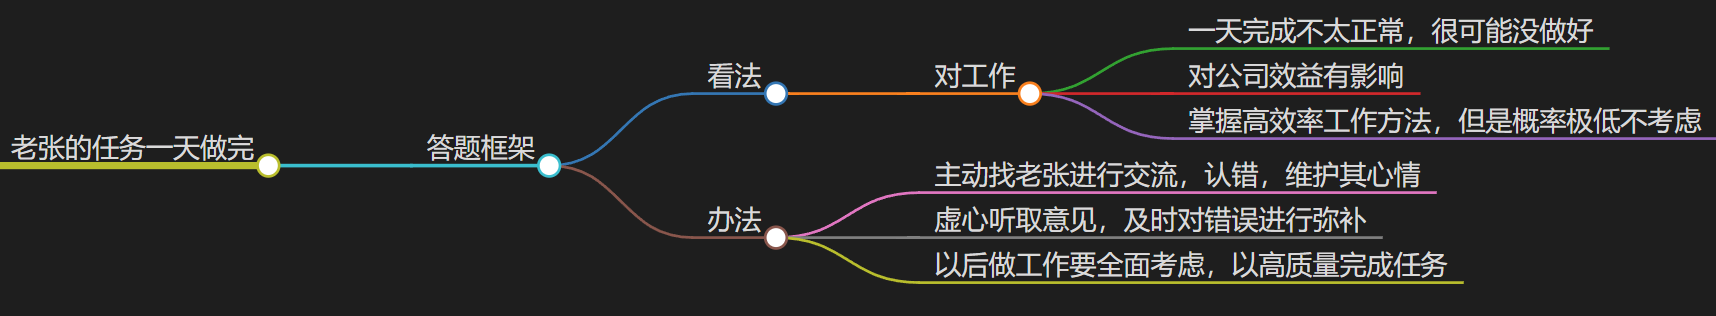 老张的任务一天做完
答题框架
看法
对工作
一天完成不太正常，很可能没做好
对公司效益有影响
掌握高效率工作方法，但是概率极低不考虑
办法
主动找老张进行交流，认错，维护其心情
虚心听取意见，及时对错误进行弥补
以后做工作要全面考虑，以高质量完成任务